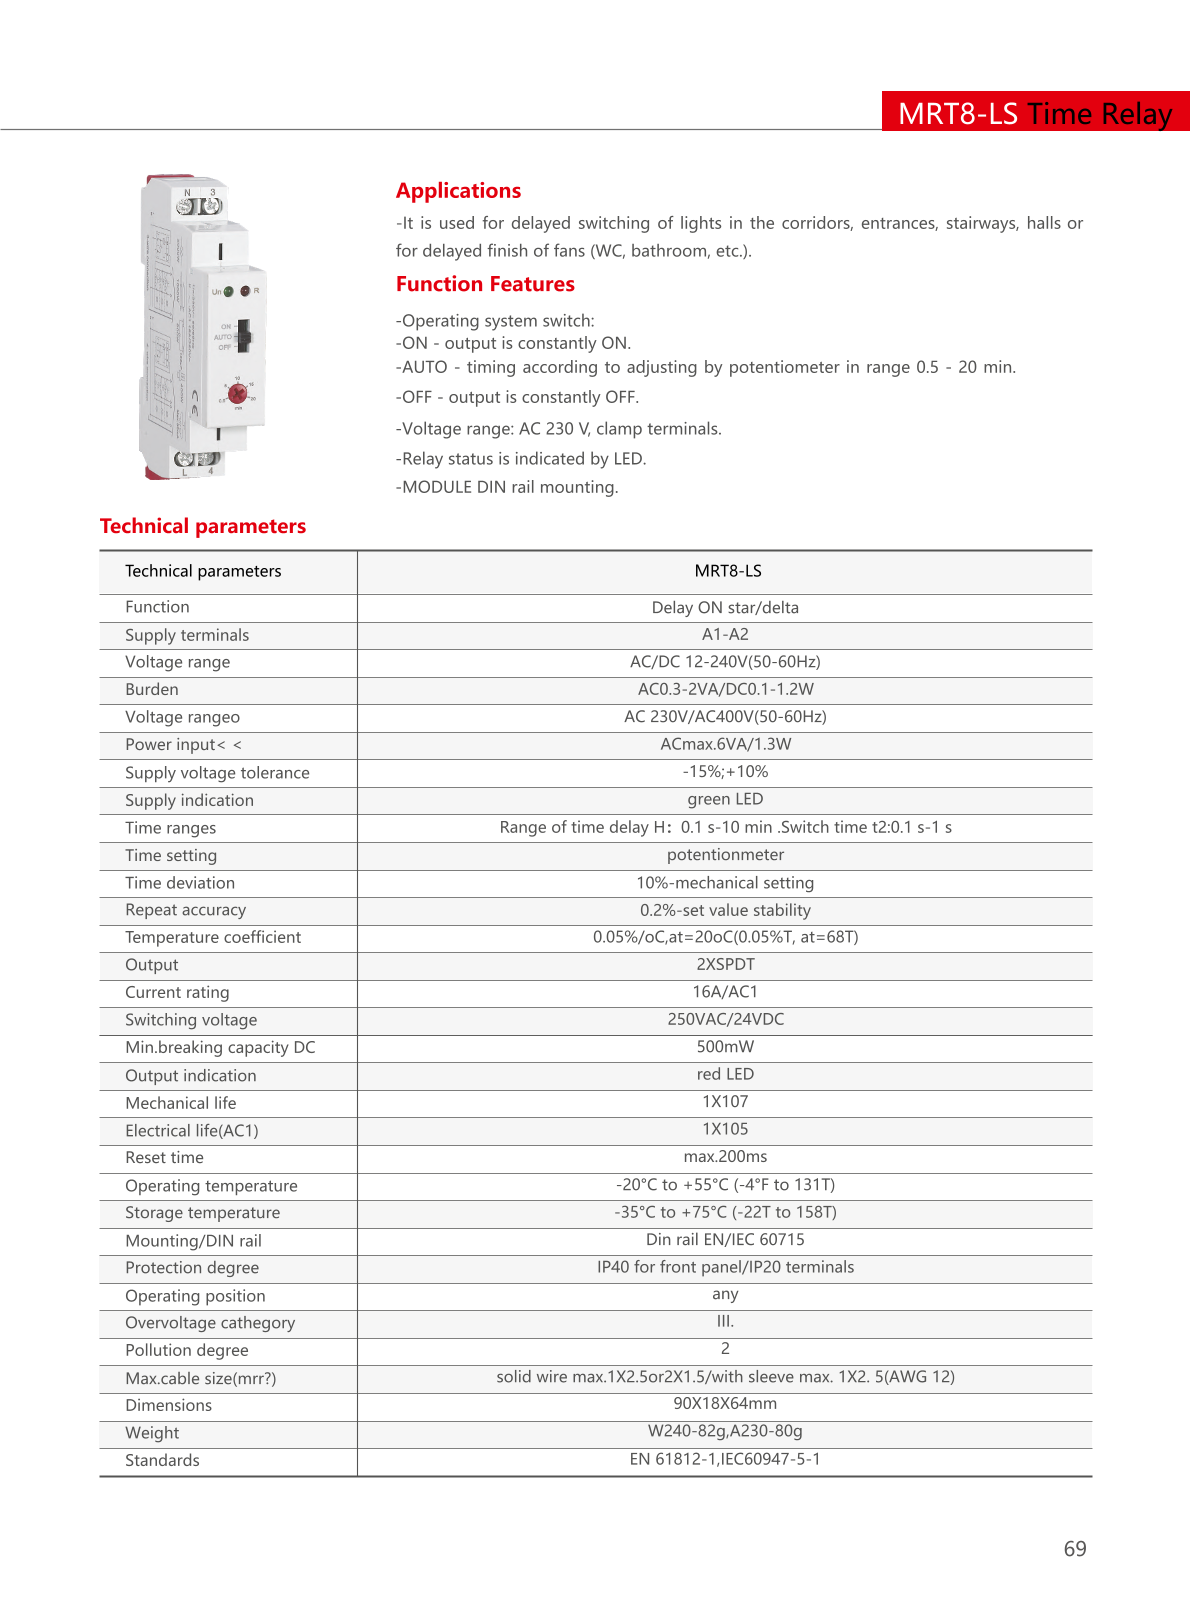 MRT8-LS Time Relay
N 3
Un R
ON
AUTO
OFF
10
5 15
0.5 20
min
CE
L 4
Applications
-It is used for delayed switching of lights in the corridors, entrances, stairways, halls or
for delayed finish of fans (WC, bathroom, etc.).
Function Features
-Operating system switch:
-ON - output is constantly ON.
-AUTO - timing according to adjusting by potentiometer in range 0.5 - 20 min.
-OFF - output is constantly OFF.
-Voltage range: AC 230 V, clamp terminals.
-Relay status is indicated by LED.
-MODULE DIN rail mounting.
Technical parameters
Technical parameters MRT8-LS
Function Delay ON star/delta
Supply terminals A1-A2
Voltage range AC/DC 12-240V(50-60Hz)
Burden AC0.3-2VA/DC0.1-1.2W
Voltage rangeo AC 230V/AC400V(50-60Hz)
Power input< < ACmax.6VA/1.3W
Supply voltage tolerance -15%;+10%
Supply indication green LED
Time ranges Range of time delay H：0.1 s-10 min .Switch time t2:0.1 s-1 s
Time setting potentionmeter
Time deviation 10%-mechanical setting
Repeat accuracy 0.2%-set value stability
Temperature coefficient 0.05%/oC,at=20oC(0.05%T, at=68T)
Output 2XSPDT
Current rating 16A/AC1
Switching voltage 250VAC/24VDC
Min.breaking capacity DC 500mW
Output indication red LED
Mechanical life 1X107
Electrical life(AC1) 1X105
Reset time max.200ms
Operating temperature -20°C to +55°C (-4°F to 131T)
Storage temperature -35°C to +75°C (-22T to 158T)
Mounting/DIN rail Din rail EN/IEC 60715
Protection degree IP40 for front panel/IP20 terminals
Operating position any
Overvoltage cathegory III.
Pollution degree 2
Max.cable size(mrr?) solid wire max.1X2.5or2X1.5/with sleeve max. 1X2. 5(AWG 12)
Dimensions 90X18X64mm
Weight W240-82g,A230-80g
Standards EN 61812-1,IEC60947-5-1
69